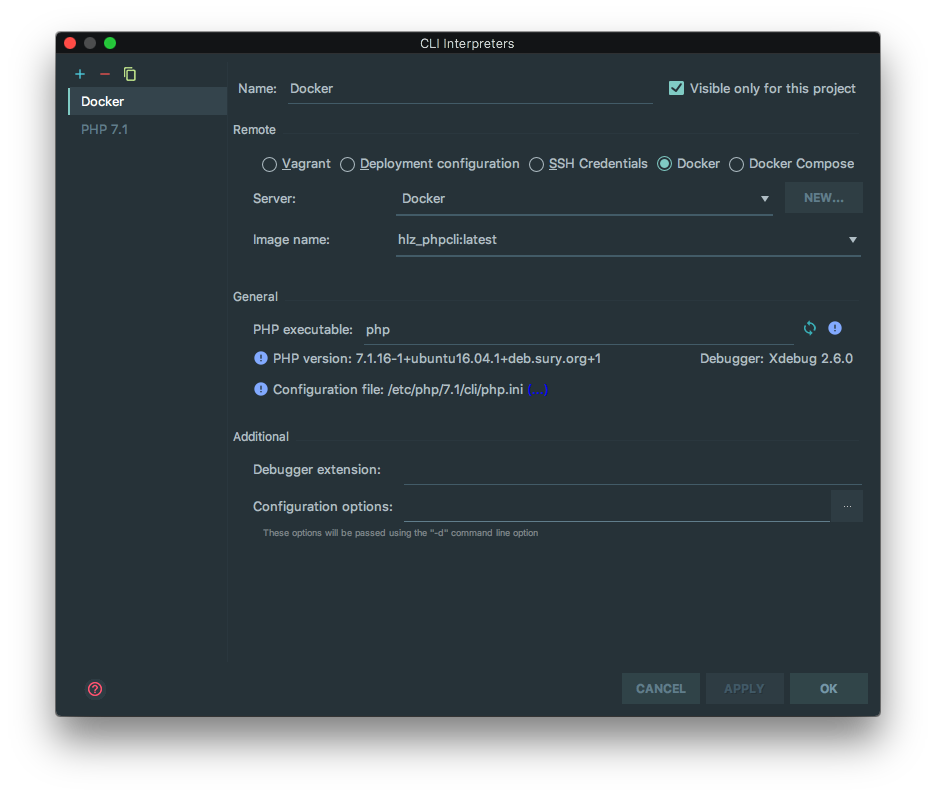 CLI Interpreters
Docker
PHP 7.1
Name: Docker Visible only for this project
Remote
Vagrant Deployment configuration SSH Credentials Docker Docker Compose
Server: Docker NEW...
Image name: hlz_phpcli:latest
General
PHP executable: php
PHP version: 7.1.16-1+ubuntu16.04.1+deb.sury.org+1 Debugger: Xdebug 2.6.0
Configuration file: /etc/php/7.1/cli/php.ini (...)
Additional
Debugger extension:
Configuration options: ...
These options will be passed using the "-d" command line option
CANCEL APPLY OK